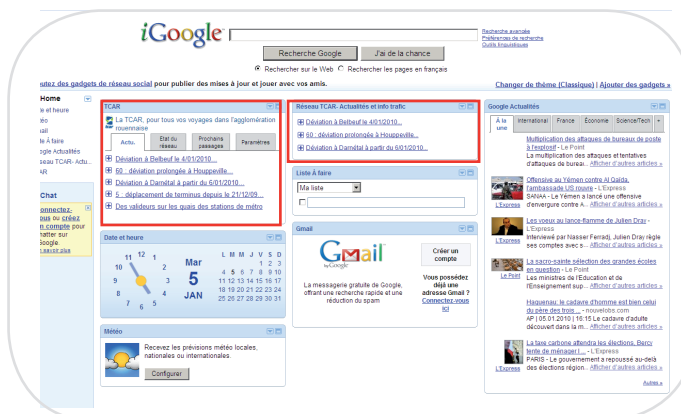 iGoogle
Recherche avancée
Préférences de recherche
Outils linguistiques
Recherche Google
J'ai de la chance
Rechercher sur le Web
Rechercher les pages en français
outez des gadgets de réseau social pour publier des mises à jour et jouer avec vos amis.
Changer de thème (Classique) | Ajouter des gadgets »
Home
e et heure
éo
ail
te À faire
ogle Actualités
seau TCAR- Actu...
AR
Chat
onnectez-
ous ou créez
n compte pour
hatter sur
oogle.
n savoir plus
TCAR
La TCAR, pour tous vos voyages dans l'agglomération
rouennaise
Actu.
Etat du réseau
Prochains passages
Paramètres
Déviation à Belbeuf le 4/01/2010...
60 : déviation prolongée à Houppeville...
Déviation à Darnétal à partir du 6/01/2010...
5 : déplacement de terminus depuis le 21/12/09...
Des valideurs sur les quais des stations de métro
Date et heure
12 1 2 3 4 5 6 7 8 9 10 11
Mar
5
JAN
L M M J V S D
1 2 3
4 5 6 7 8 9 10
11 12 13 14 15 16 17
18 19 20 21 22 23 24
25 26 27 28 29 30 31
Météo
Recevez les prévisions météo locales,
nationales ou internationales.
Configurer
Réseau TCAR- Actualités et info trafic
Déviation à Belbeuf le 4/01/2010...
60 : déviation prolongée à Houppeville...
Déviation à Darnétal à partir du 6/01/2010...
Liste À faire
Ma liste
Gmail
Gmail
by Google
La messagerie gratuite de Google,
offrant une recherche rapide et une
réduction du spam
Créer un
compte
Vous possédez
déjà une
adresse Gmail ?
Connectez-vous
ici
Google Actualités
À la une
International
France
Économie
Science/Tech
Multiplication des attaques de bureaux de poste
à l'explosif - Le Point
La multiplication des attaques et tentatives
d'attaques de bureai... Afficher d'autres articles »
Offensive au Yémen contre Al Qaïda,
l'ambassade US rouvre - L'Express
SANAA - Le Yémen a lancé une offensive
d'envergure contre A... Afficher d'autres articles »
L'Express
Les voeux au lance-flamme de Julien Dray -
L'Express
Interviewé par Nasser Ferradj, Julien Dray règle
ses comptes avec s... Afficher d'autres articles »
L'Express
La sacro-sainte sélection des grandes écoles
en question - Le Point
Les ministres de l'Education et de
l'Enseignement sup... Afficher d'autres articles »
Le Point
Haguenau: le cadavre d'homme est bien celui
du père des trois ... - nouvelobs.com
AP | 05.01.2010 | 16:15 Le cadavre d'adulte
découvert dans la m... Afficher d'autres articles »
La taxe carbone attendra les élections, Bercy
tente de ménager l ... - L'Express
PARIS - Le gouvernement a repoussé au-delà
des élections région... Afficher d'autres articles »
L'Express
Autres »